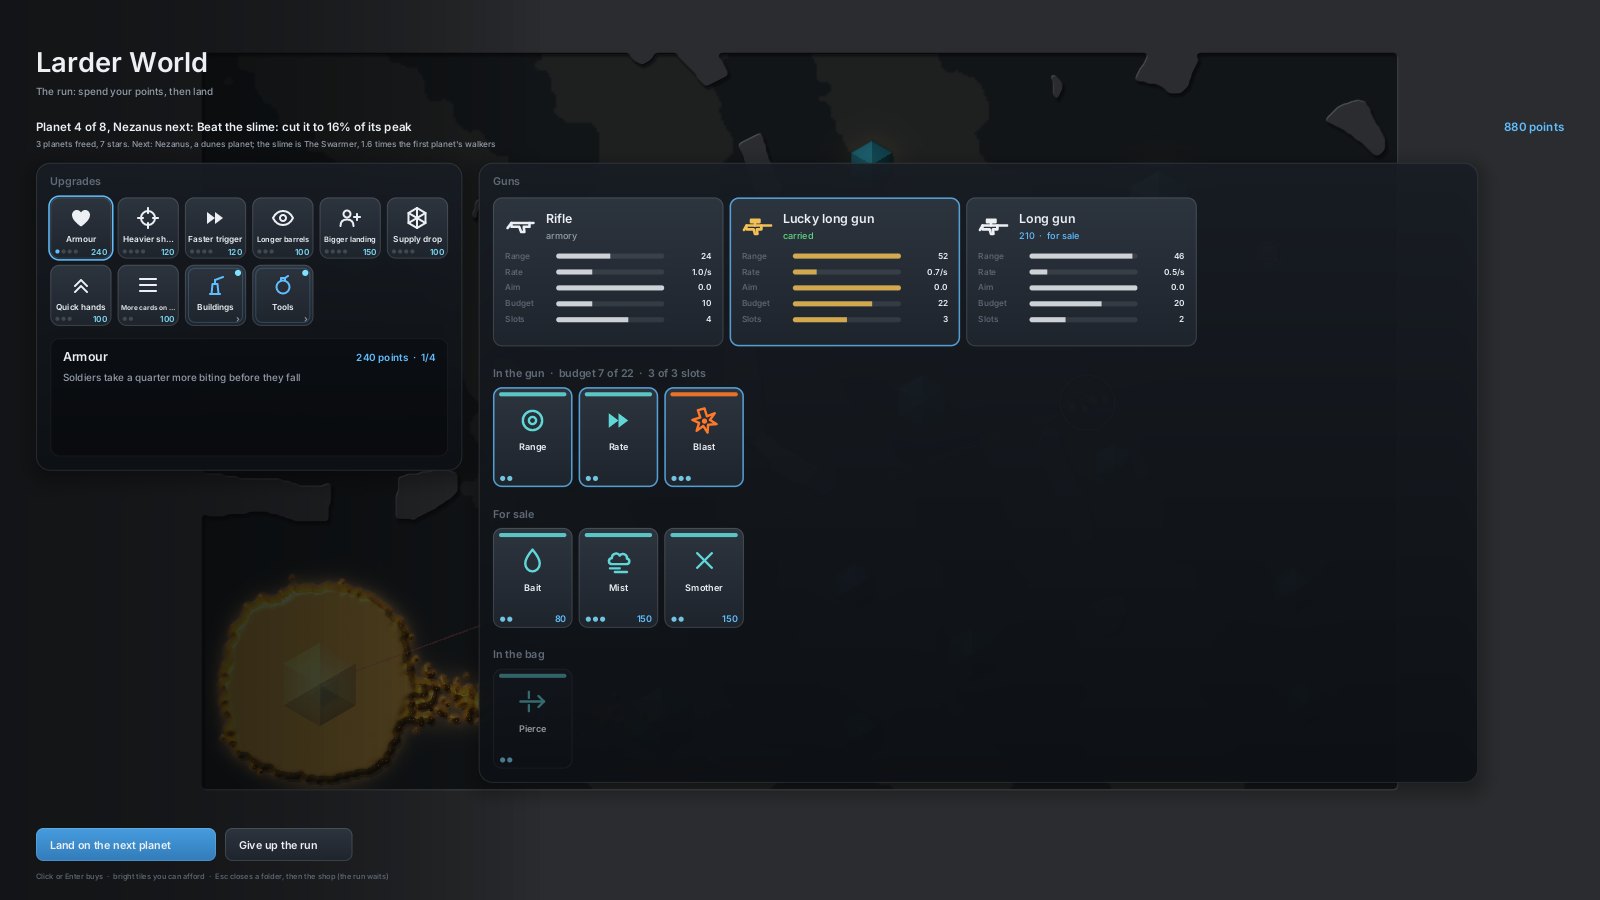 Larder World
The run: spend your points, then land
Planet 4 of 8, Nezanus next: Beat the slime: cut it to 16% of its peak
880 points
3 planets freed, 7 stars. Next: Nezanus, a dunes planet; the slime is The Swarmer, 1.6 times the first planet's walkers
Upgrades
Armour
240
Heavier sh...
120
Faster trigger
120
Longer barrels
100
Bigger landing
150
Supply drop
100
Quick hands
100
More cards on ...
100
Buildings
Tools
Armour
240 points · 1/4
Soldiers take a quarter more biting before they fall
Guns
Rifle
armory
Range 24
Rate 1.0/s
Aim 0.0
Budget 10
Slots 4
Lucky long gun
carried
Range 52
Rate 0.7/s
Aim 0.0
Budget 22
Slots 3
Long gun
210 · for sale
Range 46
Rate 0.5/s
Aim 0.0
Budget 20
Slots 2
In the gun · budget 7 of 22 · 3 of 3 slots
Range
Rate
Blast
For sale
Bait
80
Mist
150
Smother
150
In the bag
Pierce
Land on the next planet
Give up the run
Click or Enter buys · bright tiles you can afford · Esc closes a folder, then the shop (the run waits)